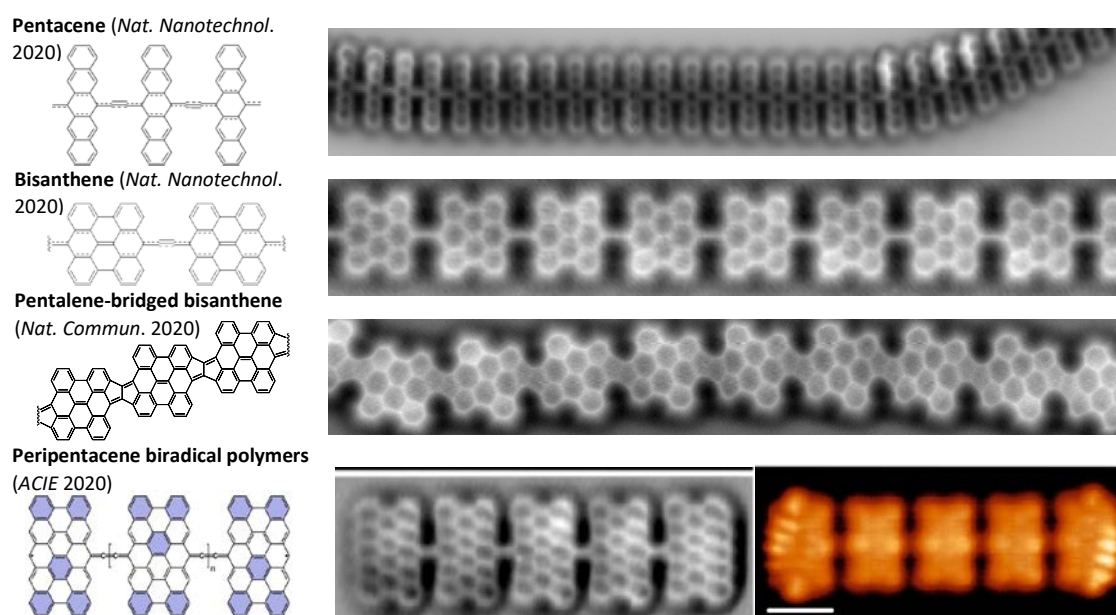 Pentacene (Nat. Nanotechnol.
2020)
Bisanthene (Nat. Nanotechnol.
2020)
Pentalene-bridged bisanthene
(Nat. Commun. 2020)
Peripentacene biradical polymers
(ACIE 2020)
n